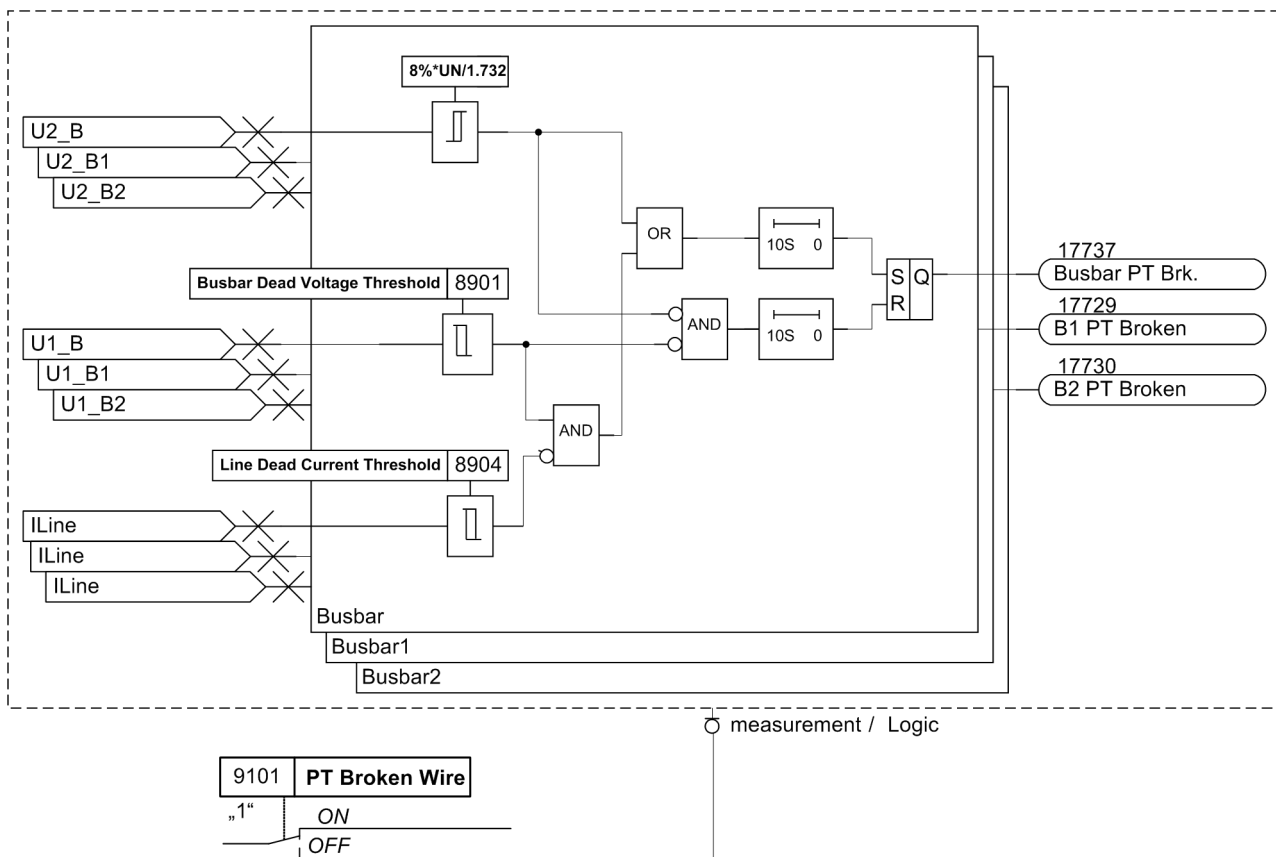 8%*UN/1.732
U2_B
U2_B1
U2_B2
OR
10S 0
Busbar Dead Voltage Threshold 8901
S Q
R
17737
Busbar PT Brk.
17729
B1 PT Broken
17730
B2 PT Broken
AND
10S 0
U1_B
U1_B1
U1_B2
AND
Line Dead Current Threshold 8904
ILine
ILine
ILine
Busbar
Busbar1
Busbar2
measurement / Logic
9101 PT Broken Wire
„1“
ON
OFF